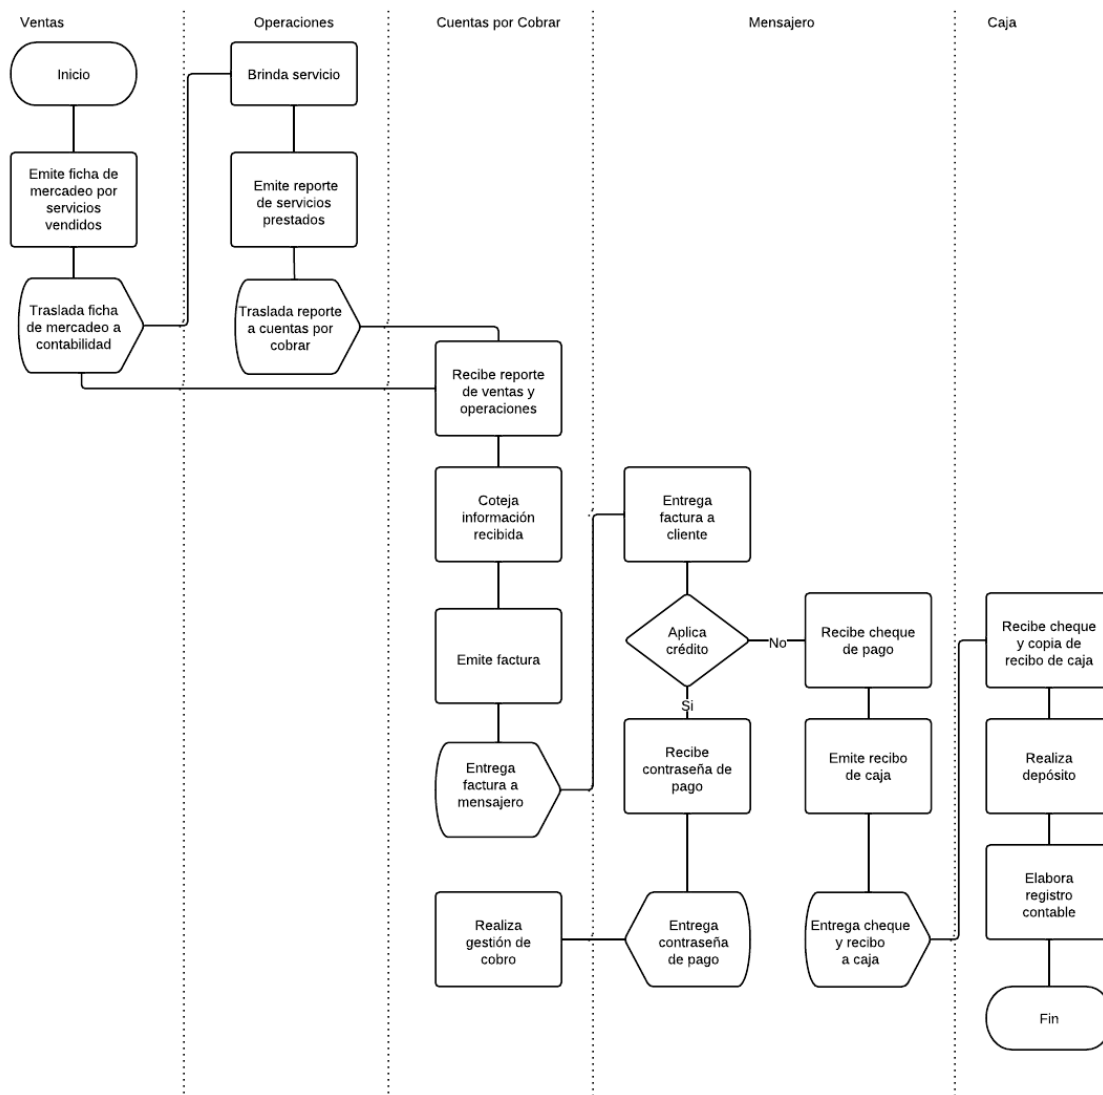 Ventas
Operaciones
Cuentas por Cobrar
Mensajero
Caja
Inicio
Emite ficha de
mercadeo por
servicios
vendidos
Traslada ficha
de mercadeo a
contabilidad
Brinda servicio
Emite reporte
de servicios
prestados
Traslada reporte
a cuentas por
cobrar
Recibe reporte
de ventas y
operaciones
Coteja
información
recibida
Emite factura
Entrega
factura a
mensajero
Realiza
gestión de
cobro
Entrega
factura a
cliente
Aplica
crédito
No
Si
Recibe
contraseña de
pago
Entrega
contraseña
de pago
Recibe cheque
de pago
Emite recibo
de caja
Entrega cheque
y recibo
a caja
Recibe cheque
y copia de
recibo de caja
Realiza
depósito
Elabora
registro
contable
Fin